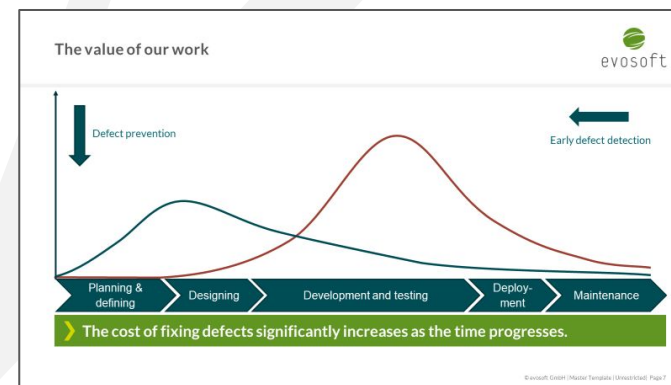 The value of our work
evosoft
Defect prevention
Early defect detection
Planning &
defining
Designing
Development and testing
Deploy-
ment
Maintenance
The cost of fixing defects significantly increases as the time progresses.
© evosoft GmbH | Master Template | Unrestricted| Page 7